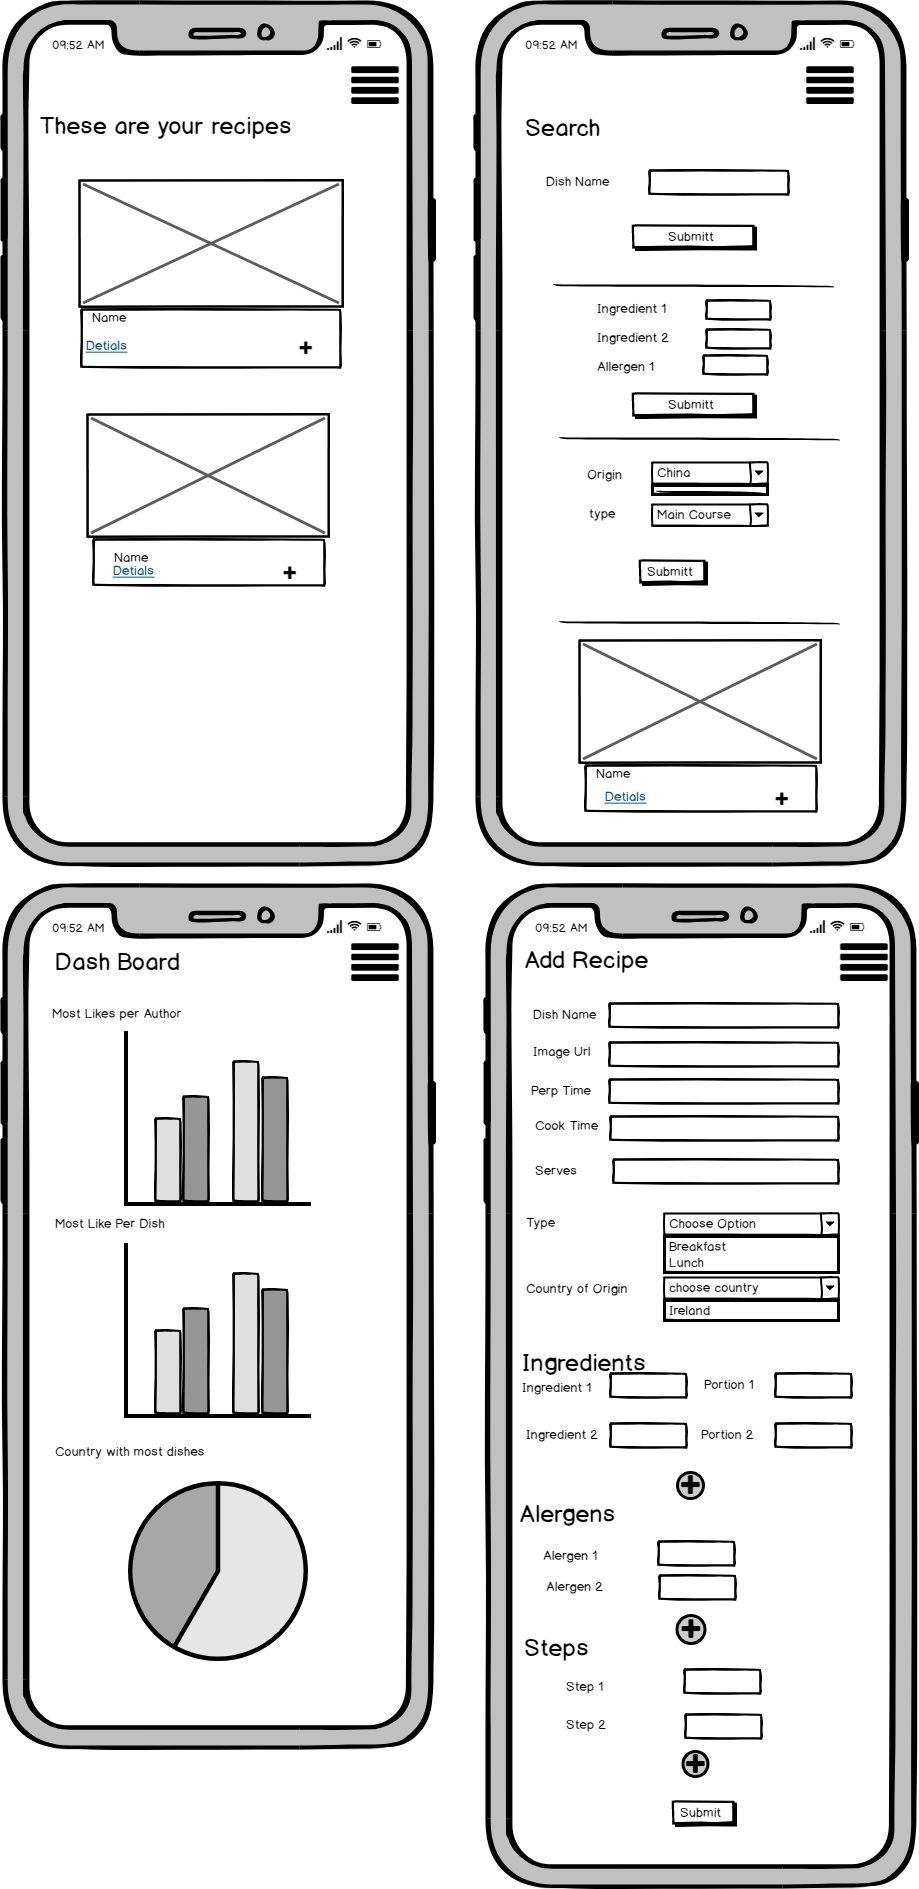 09:52 AM
These are your recipes
Name
Detials
Name
Detials
09:52 AM
Search
Dish Name
Submitt
Ingredient 1
Ingredient 2
Allergen 1
Submitt
Origin China
type Main Course
Submitt
Name
Detials
09:52 AM
Dash Board
Most Likes per Author
Most Like Per Dish
Country with most dishes
09:52 AM
Add Recipe
Dish Name
Image Url
Perp Time
Cook Time
Serves
Type Choose Option
Breakfast
Lunch
Country of Origin choose country
Ireland
Ingredients
Ingredient 1 Portion 1
Ingredient 2 Portion 2
Alergens
Alergen 1
Alergen 2
Steps
Step 1
Step 2
Submit